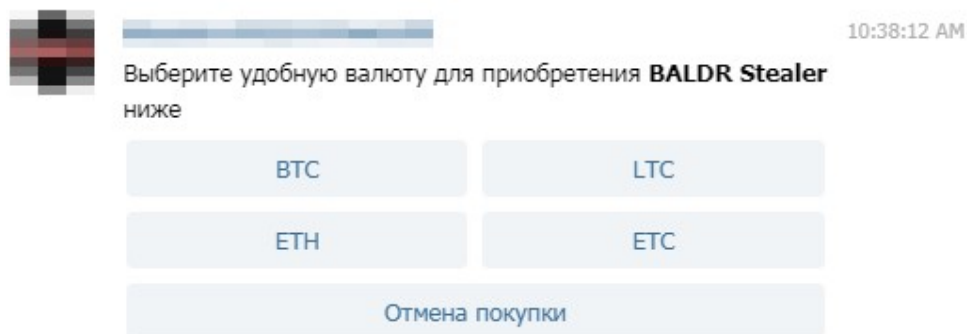 10:38:12 AM
Выберите удобную валюту для приобретения BALDR Stealer
ниже
BTC
LTC
ETH
ETC
Отмена покупки